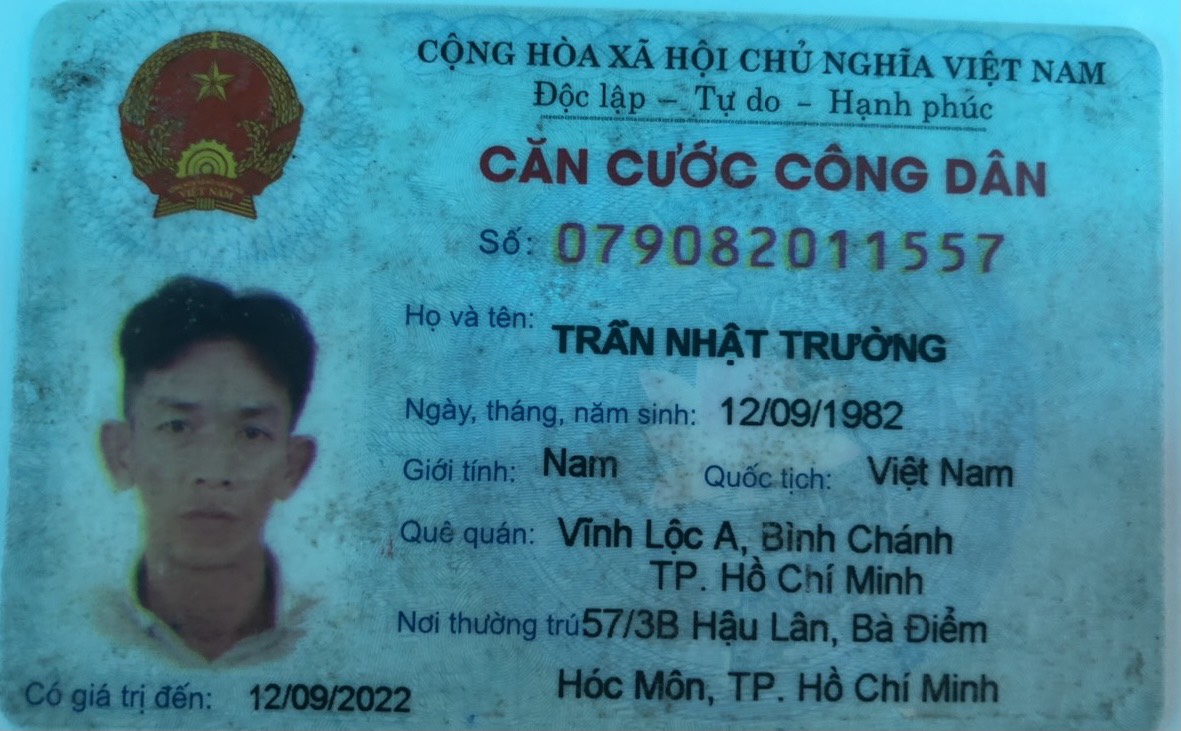 CỘNG HÒA XÃ HỘI CHỦ NGHĨA VIỆT NAM
Độc lập – Tự do – Hạnh phúc
CĂN CƯỚC CÔNG DÂN
Số: 079082011557
Họ và tên: TRẦN NHẬT TRƯỜNG
Ngày, tháng, năm sinh: 12/09/1982
Giới tính: Nam Quốc tịch: Việt Nam
Quê quán: Vĩnh Lộc A, Bình Chánh
TP. Hồ Chí Minh
Nơi thường trú 57/3B Hậu Lân, Bà Điểm
Hóc Môn, TP. Hồ Chí Minh
Có giá trị đến: 12/09/2022
VIỆT NAM